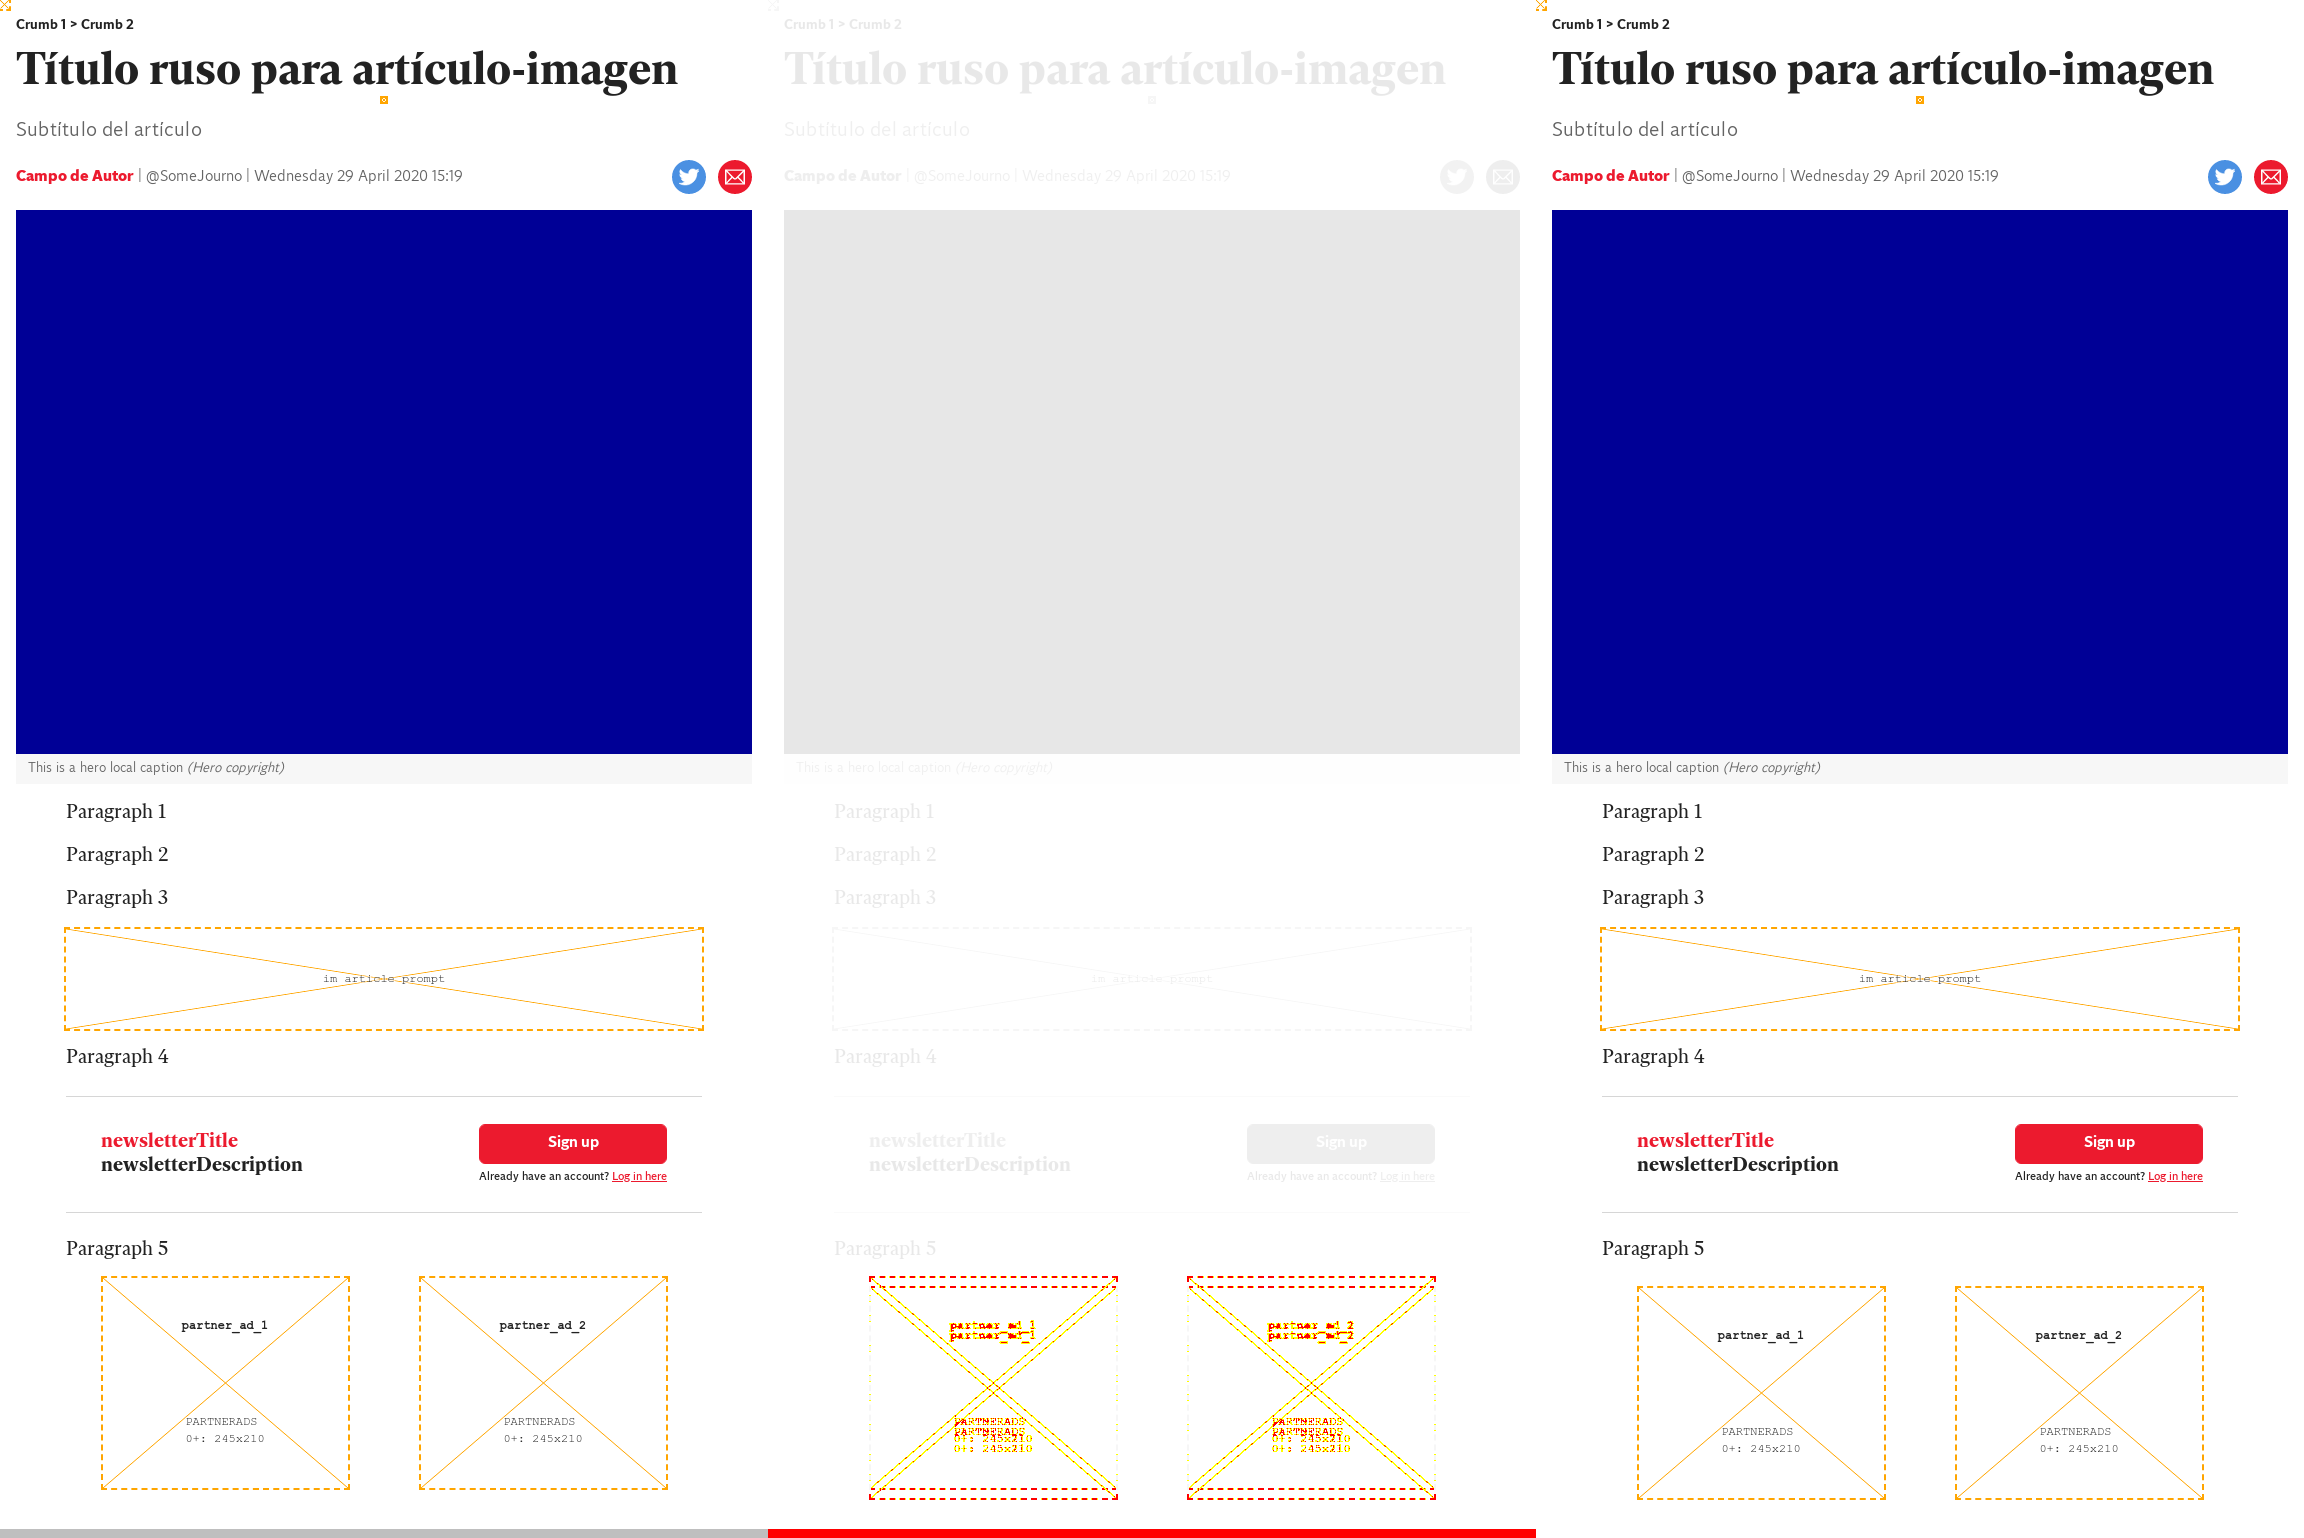 Crumb 1 > Crumb 2
Título ruso para artículo-imagen
Subtítulo del artículo
Campo de Autor | @SomeJourno | Wednesday 29 April 2020 15:19
This is a hero local caption (Hero copyright)
Paragraph 1
Paragraph 2
Paragraph 3
im article prompt
Paragraph 4
newsletterTitle
newsletterDescription
Sign up
Already have an account? Log in here
Paragraph 5
partner_ad_1
PARTNERADS
0+: 245x210
partner_ad_2
PARTNERADS
0+: 245x210
Crumb 1 > Crumb 2
Título ruso para artículo-imagen
Subtítulo del artículo
Campo de Autor | @SomeJourno | Wednesday 29 April 2020 15:19
This is a hero local caption (Hero copyright)
Paragraph 1
Paragraph 2
Paragraph 3
im article prompt
Paragraph 4
newsletterTitle
newsletterDescription
Sign up
Already have an account? Log in here
Paragraph 5
partner_ad_1
partner_ad_1
PARTNERADS
PARTNERADS
0+: 245x210
0+: 245x210
partner_ad_2
partner_ad_2
PARTNERADS
PARTNERADS
0+: 245x210
0+: 245x210
Crumb 1 > Crumb 2
Título ruso para artículo-imagen
Subtítulo del artículo
Campo de Autor | @SomeJourno | Wednesday 29 April 2020 15:19
This is a hero local caption (Hero copyright)
Paragraph 1
Paragraph 2
Paragraph 3
im article prompt
Paragraph 4
newsletterTitle
newsletterDescription
Sign up
Already have an account? Log in here
Paragraph 5
partner_ad_1
PARTNERADS
0+: 245x210
partner_ad_2
PARTNERADS
0+: 245x210